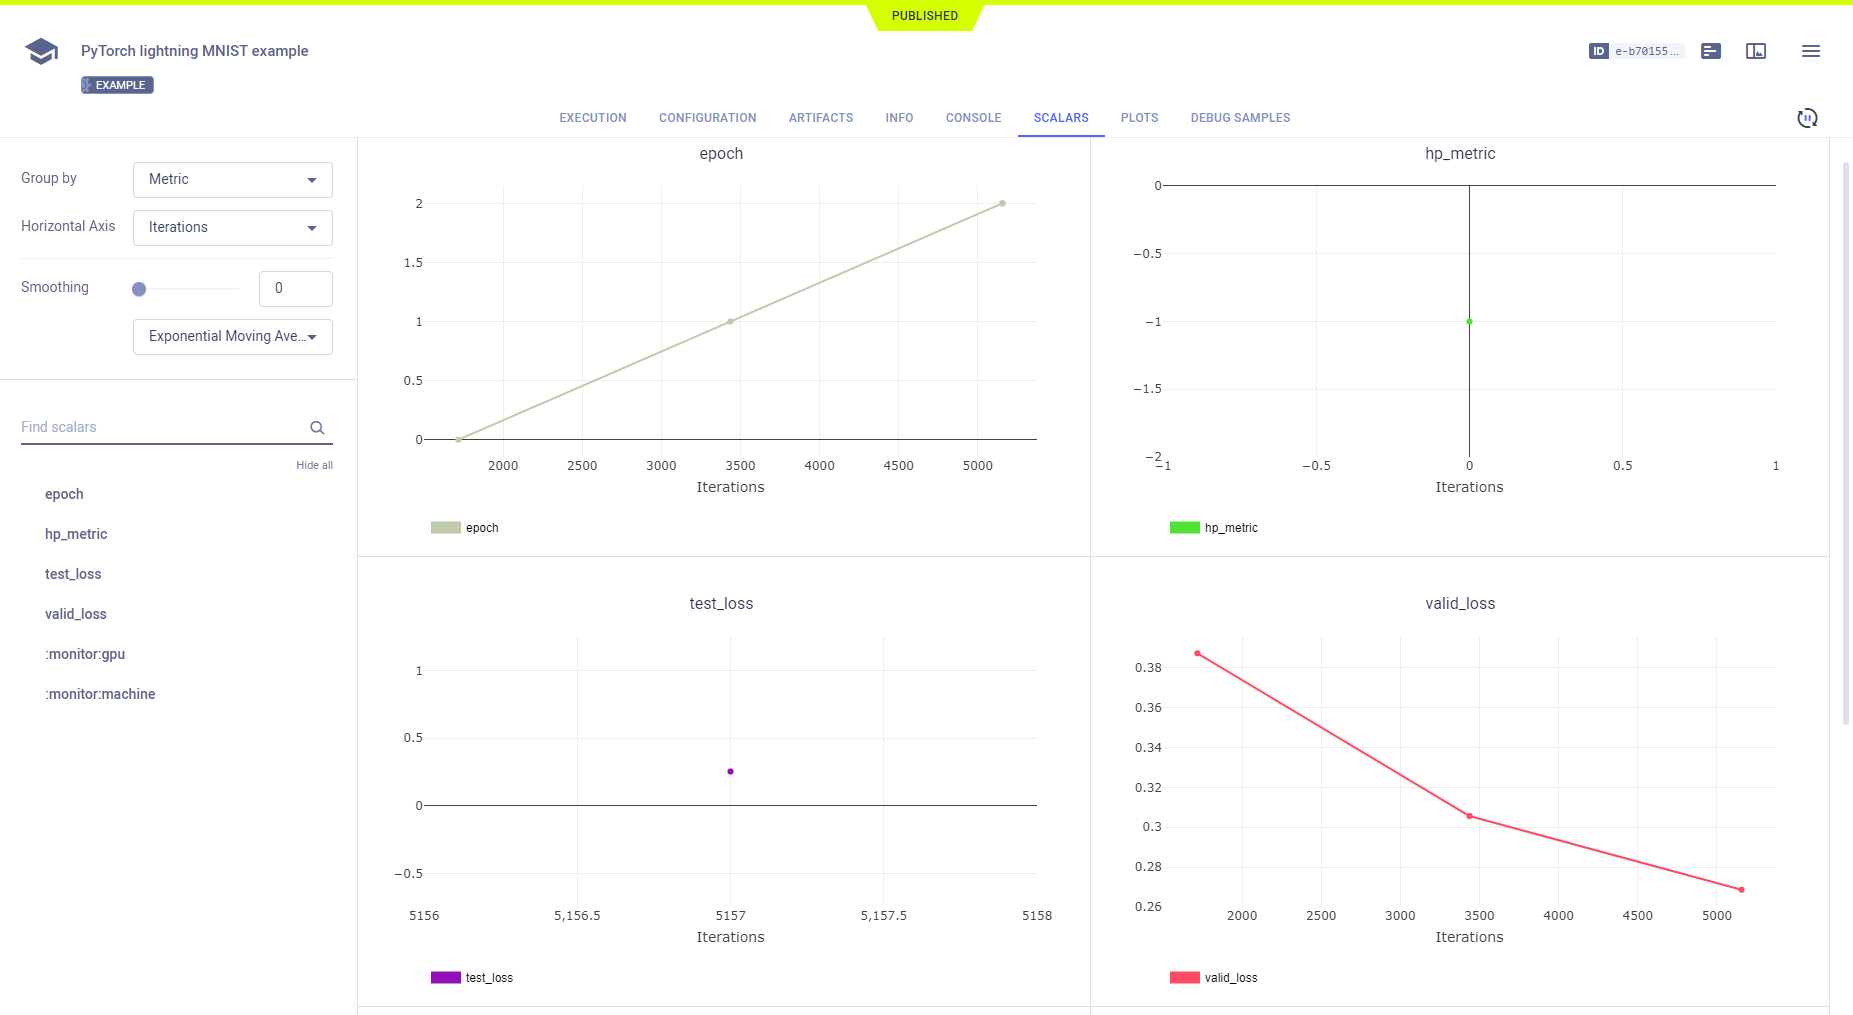 PUBLISHED
PyTorch lightning MNIST example
ID e-b70155 ...
EXAMPLE
EXECUTION CONFIGURATION ARTIFACTS INFO CONSOLE SCALARS PLOTS DEBUG SAMPLES
Group by Metric
Horizontal Axis Iterations
Smoothing 0
Exponential Moving Ave...
Find scalars
Hide all
epoch
hp_metric
test_loss
valid_loss
:monitor:gpu
:monitor:machine
epoch
2
1.5
1
0.5
0
2000 2500 3000 3500 4000 4500 5000
Iterations
epoch
hp_metric
0
−0.5
−1
−1.5
−2
−1 −0.5 0 0.5 1
Iterations
hp_metric
test_loss
1
0.5
0
−0.5
5156 5,156.5 5157 5,157.5 5158
Iterations
test_loss
valid_loss
0.38
0.36
0.34
0.32
0.3
0.28
0.26
2000 2500 3000 3500 4000 4500 5000
Iterations
valid_loss